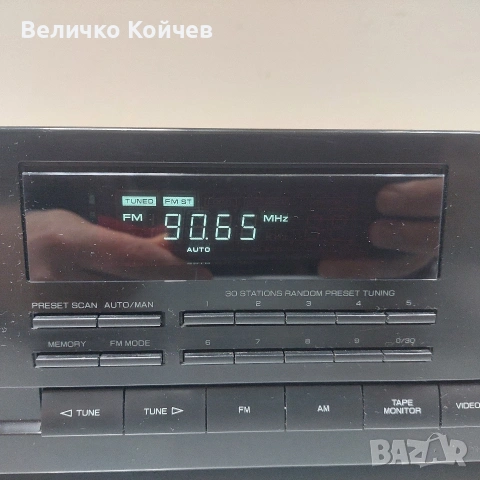 Величко Койчев
TUNED FM ST
FM 90.65 MHz
AUTO
30 STATIONS RANDOM PRESET TUNING
PRESET SCAN AUTO/MAN 1 2 3 4 5
MEMORY FM MODE 6 7 8 9 0/30
◁ TUNE TUNE ▷ FM AM TAPE MONITOR VIDEO
BAZAR